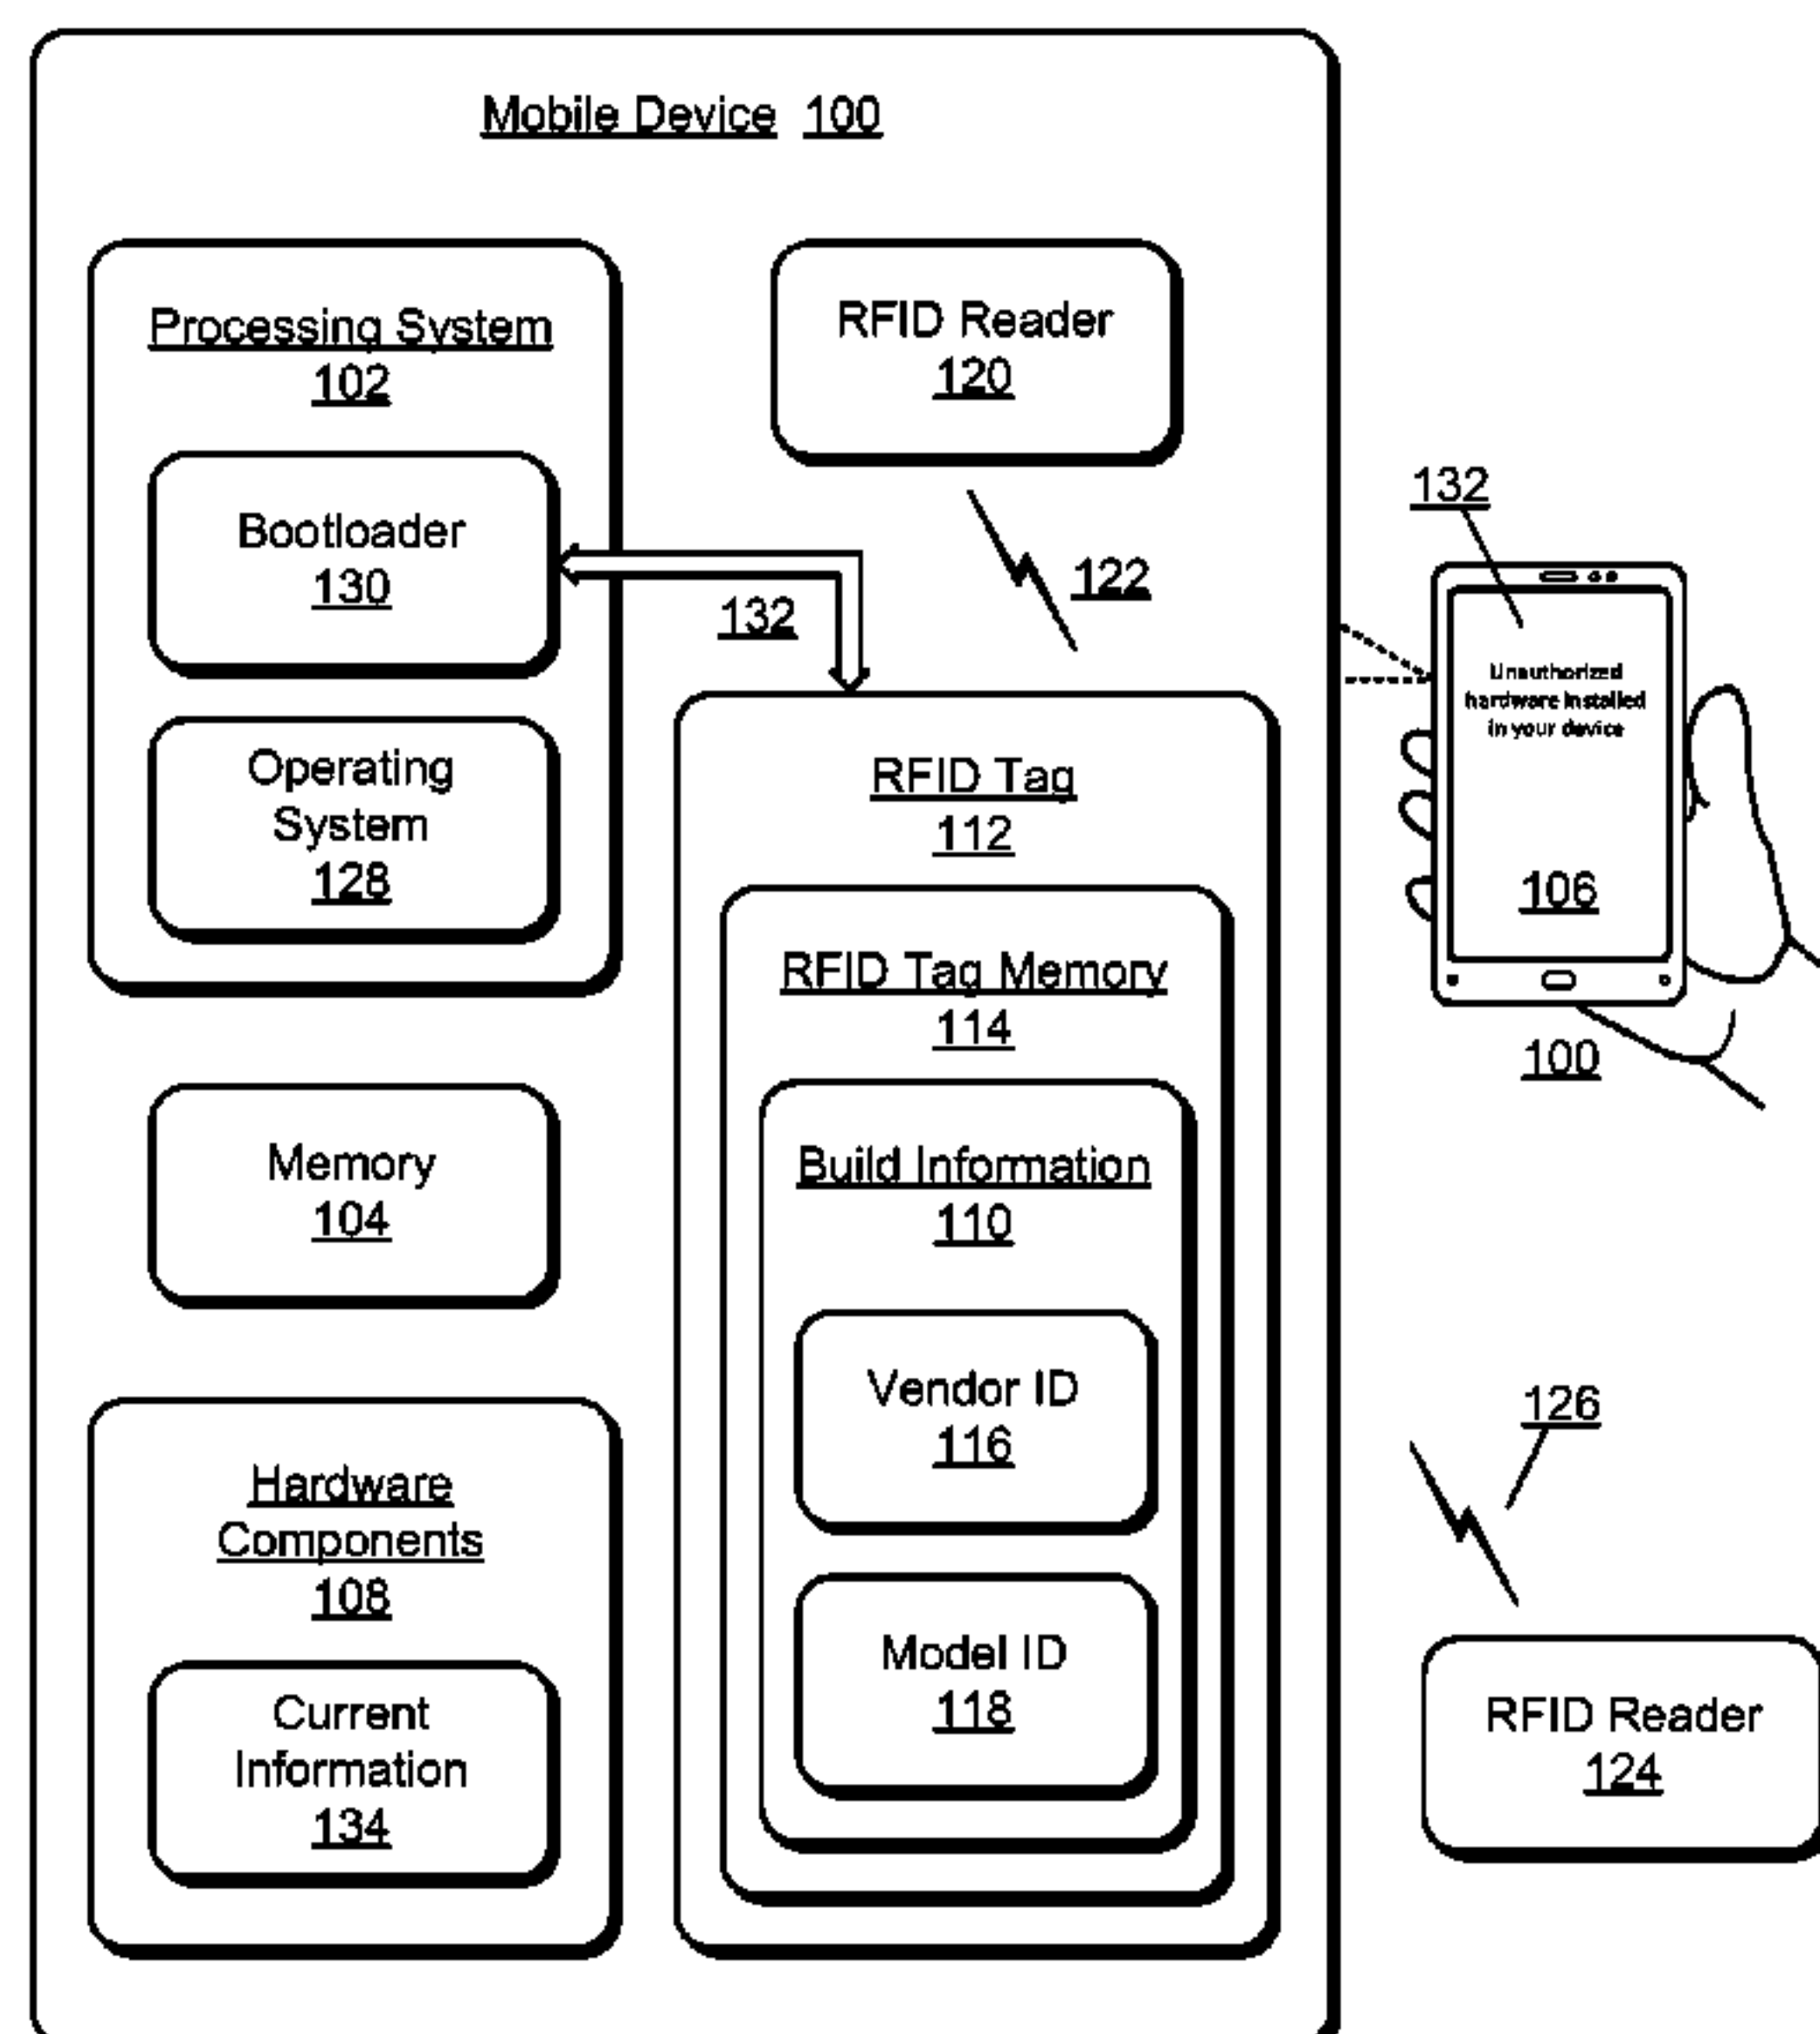 Mobile Device 100
Processing System
102
Bootloader
130
Operating
System
128
Memory
104
Hardware
Components
108
Current
Information
134
RFID Reader
120
122
132
RFID Tag
112
RFID Tag Memory
114
Build Information
110
Vendor ID
116
Model ID
118
132
Unauthorized
hardware installed
in your device
106
100
126
RFID Reader
124